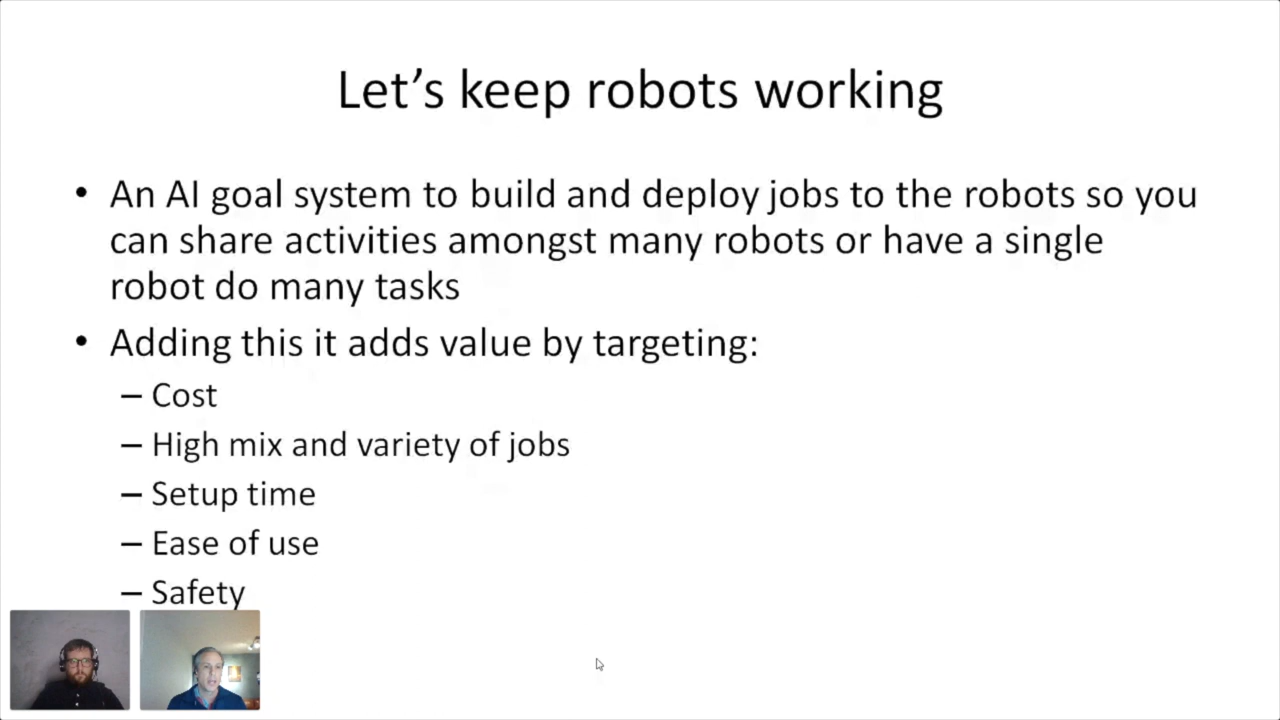 Let's keep robots working
• An AI goal system to build and deploy jobs to the robots so you
can share activities amongst many robots or have a single
robot do many tasks
• Adding this it adds value by targeting:
– Cost
– High mix and variety of jobs
– Setup time
– Ease of use
– Safety